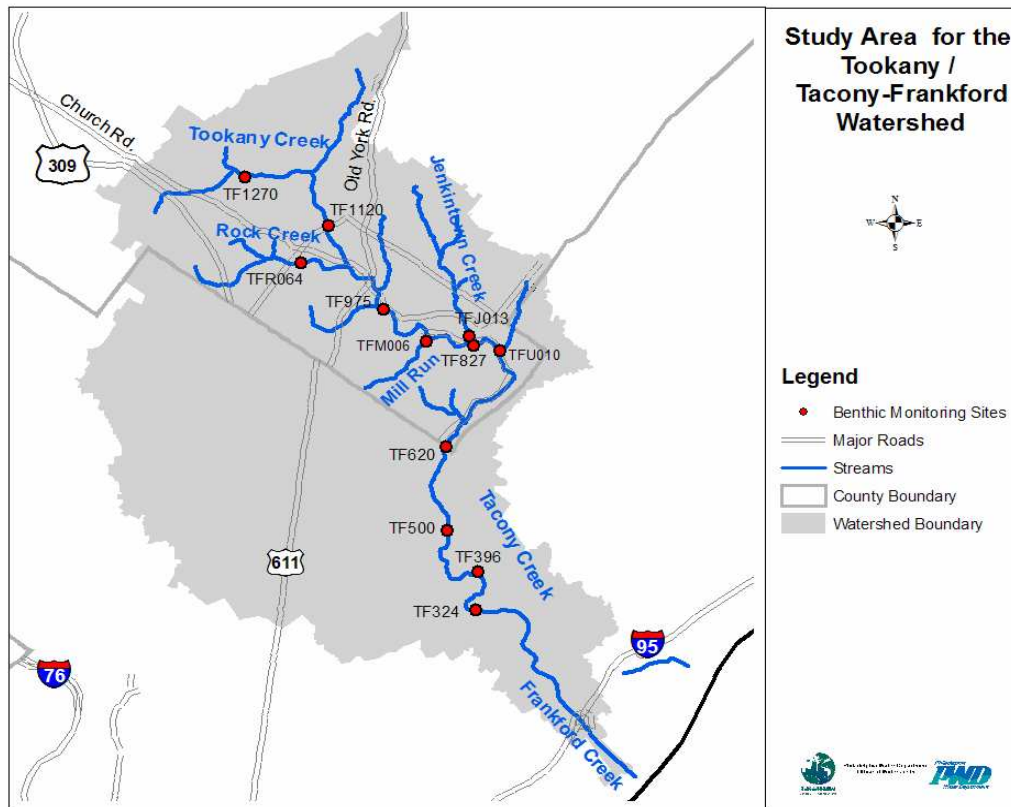 Study Area for the
Tookany /
Tacony-Frankford
Watershed
N
W
E
S
Church Rd.
309
Tookany Creek
Old York Rd.
TF1270
TF1120
Jenkintown Creek
Rock Creek
TFR064
TF975
TFJ013
TFM006
TF827
TFU010
Mill Run
TF620
TF500
Tacony Creek
TF396
611
TF324
95
76
Frankford Creek
Legend
Benthic Monitoring Sites
Major Roads
Streams
County Boundary
Watershed Boundary
PWD